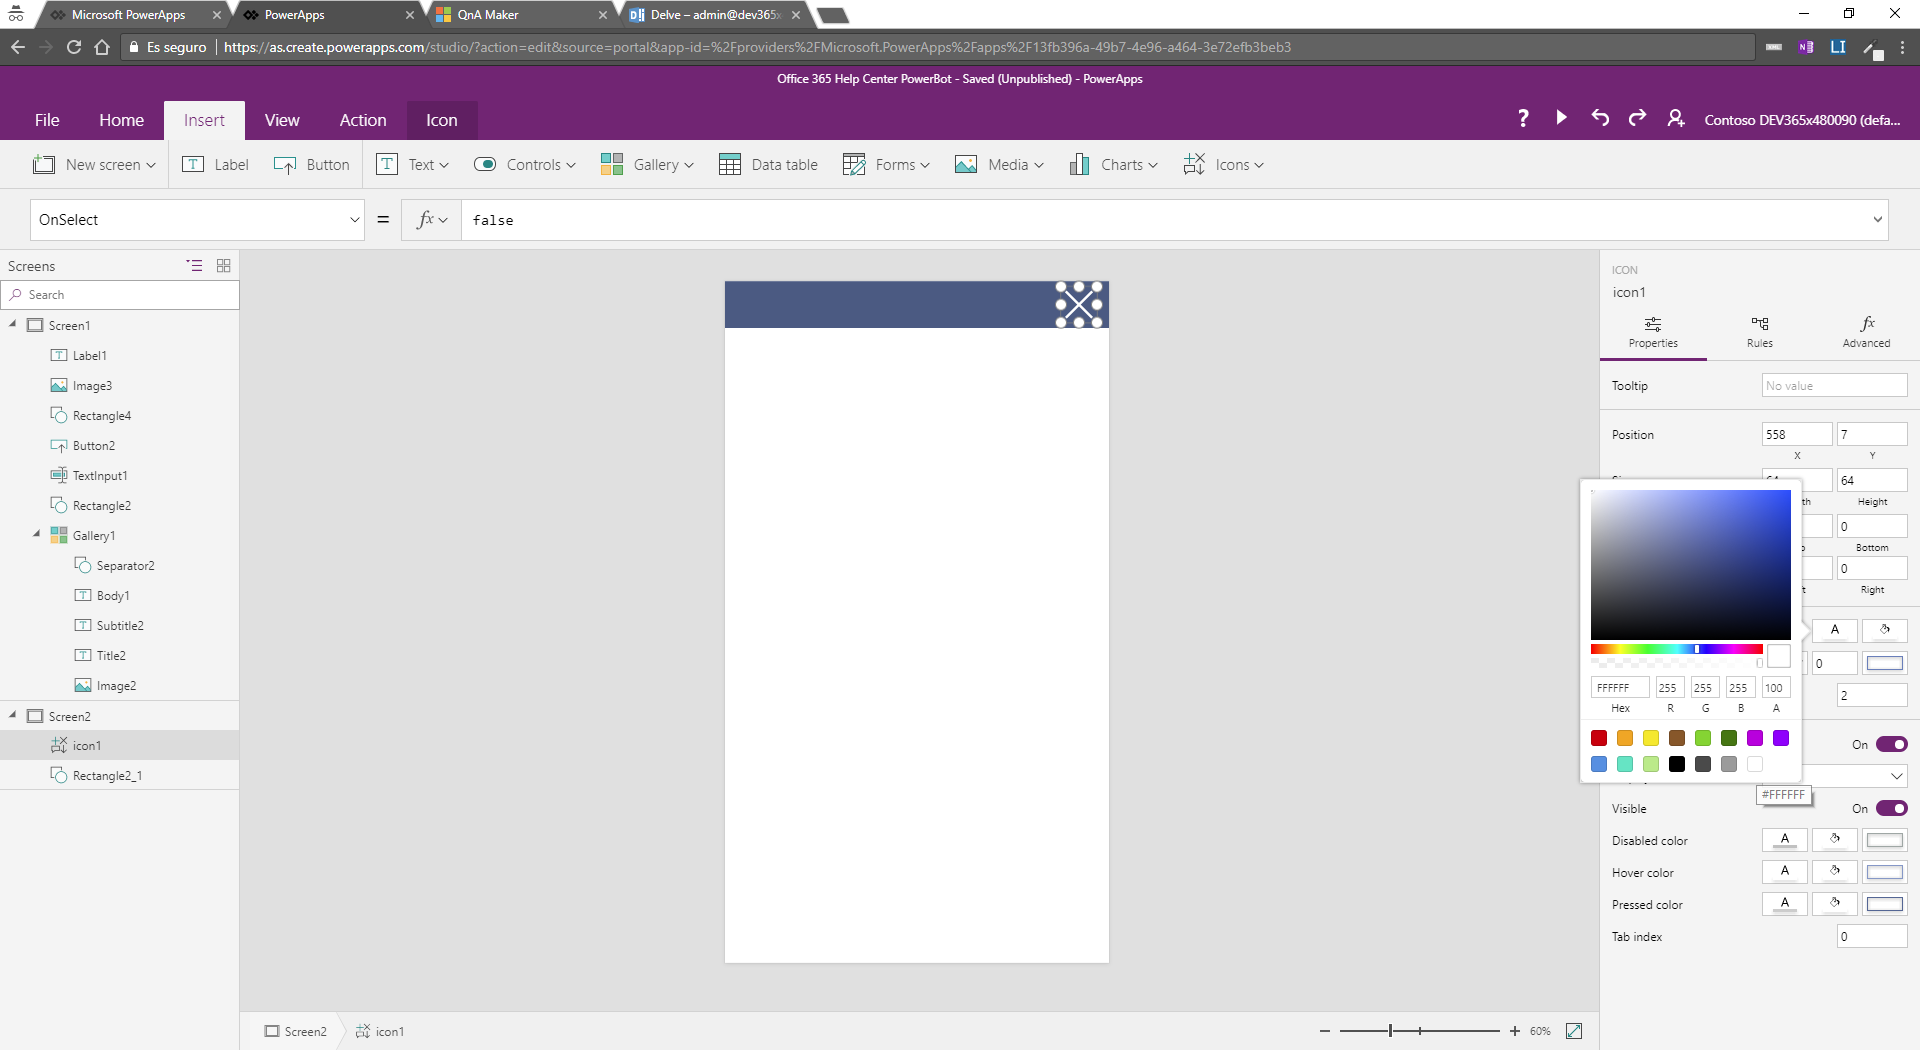 Microsoft PowerApps
PowerApps
QnA Maker
Delve – admin@dev365x
Es seguro
https://as.create.powerapps.com/studio/?action=edit&source=portal&app-id=%2Fproviders%2FMicrosoft.PowerApps%2Fapps%2F13fb396a-49b7-4e96-a464-3e72efb3beb3
Office 365 Help Center PowerBot - Saved (Unpublished) - PowerApps
File Home Insert View Action Icon
? Contoso DEV365x480090 (defa...
New screen Label Button Text Controls Gallery Data table Forms Media Charts Icons
OnSelect = fx false
Screens
Search
Screen1
Label1
Image3
Rectangle4
Button2
TextInput1
Rectangle2
Gallery1
Separator2
Body1
Subtitle2
Title2
Image2
Screen2
icon1
Rectangle2_1
ICON
icon1
Properties Rules Advanced
Tooltip No value
Position 558 7
X Y
64
Height
0
Bottom
0
Right
A
0
2
FFFFFF 255 255 255 100
Hex R G B A
On
#FFFFFF
Visible On
Disabled color A
Hover color A
Pressed color A
Tab index 0
Screen2 icon1
60%